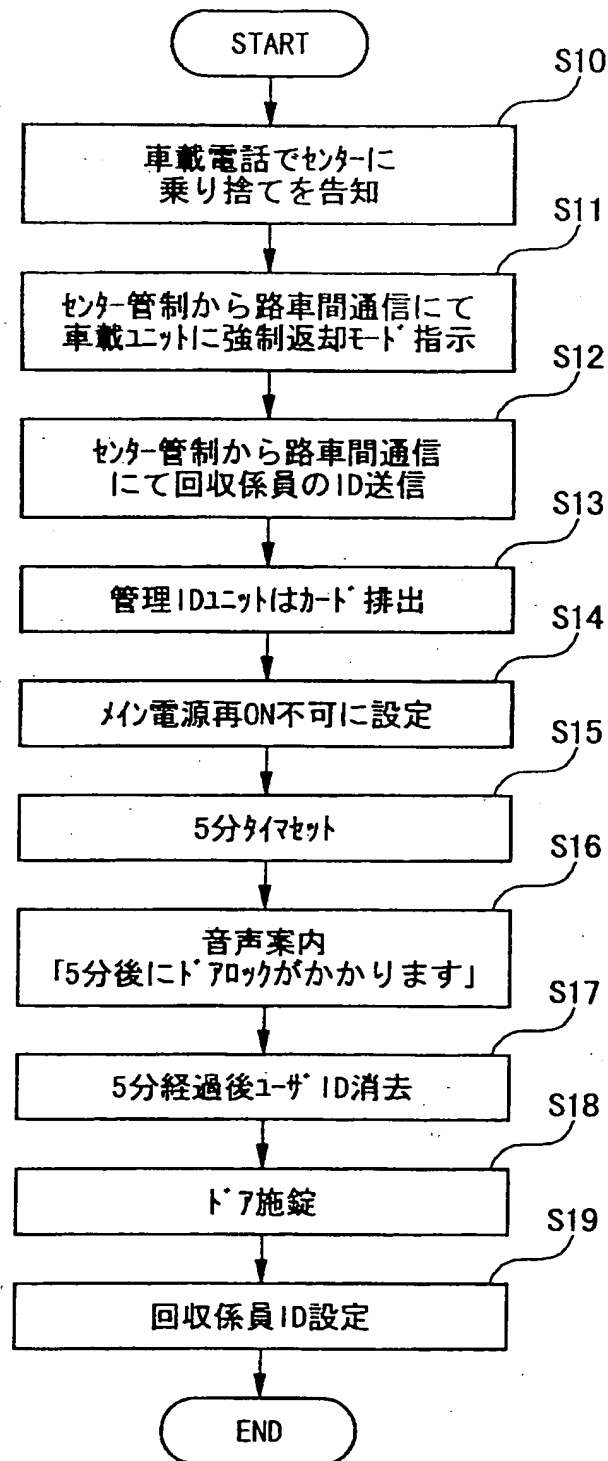 START
S10
車載電話でｾﾝﾀｰに
乗り捨てを告知
S11
ｾﾝﾀｰ管制から路車間通信にて
車載ﾕﾆｯﾄに強制返却ﾓｰﾄﾞ指示
S12
ｾﾝﾀｰ管制から路車間通信
にて回収係員のID送信
S13
管理IDﾕﾆｯﾄはｶｰﾄﾞ排出
S14
ﾒｲﾝ電源再ON不可に設定
S15
5分ﾀｲﾏｾｯﾄ
S16
音声案内
「5分後にﾄﾞｱﾛｯｸがかかります」
S17
5分経過後ﾕｰｻﾞID消去
S18
ﾄﾞｱ施錠
S19
回収係員ID設定
END